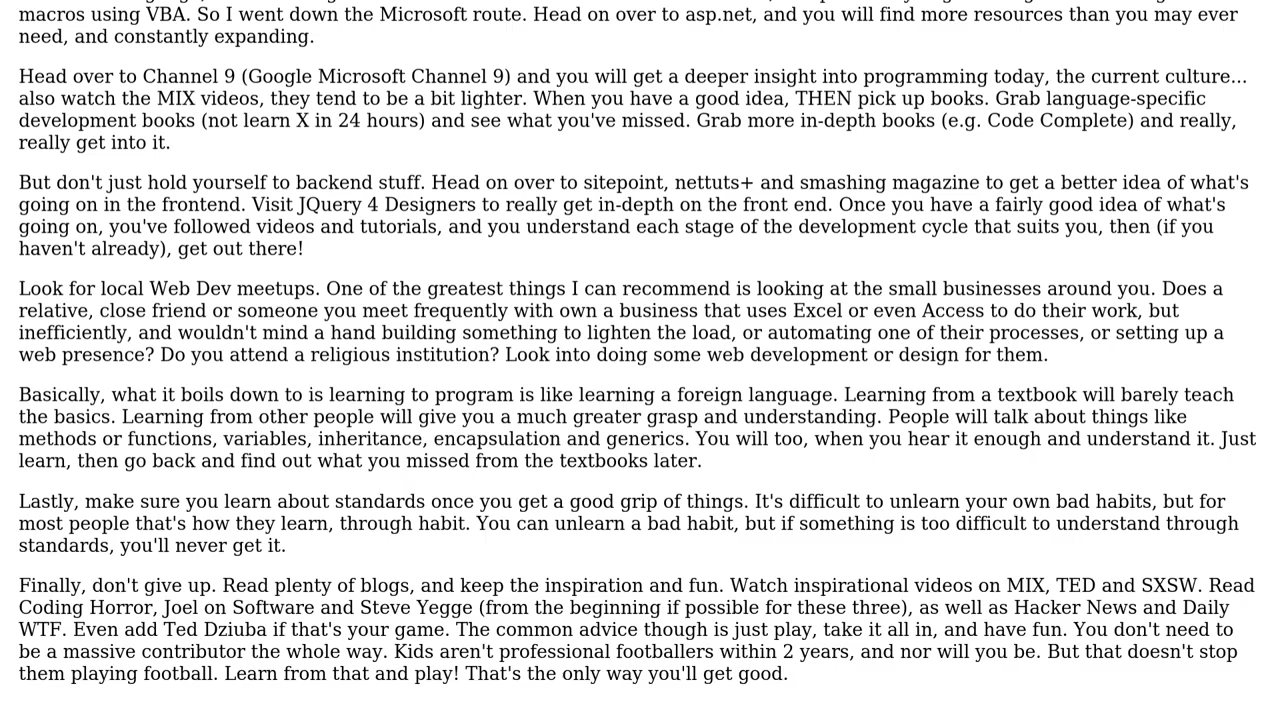 macros using VBA. So I went down the Microsoft route. Head on over to asp.net, and you will find more resources than you may ever
need, and constantly expanding.
Head over to Channel 9 (Google Microsoft Channel 9) and you will get a deeper insight into programming today, the current culture...
also watch the MIX videos, they tend to be a bit lighter. When you have a good idea, THEN pick up books. Grab language-specific
development books (not learn X in 24 hours) and see what you've missed. Grab more in-depth books (e.g. Code Complete) and really,
really get into it.
But don't just hold yourself to backend stuff. Head on over to sitepoint, nettuts+ and smashing magazine to get a better idea of what's
going on in the frontend. Visit JQuery 4 Designers to really get in-depth on the front end. Once you have a fairly good idea of what's
going on, you've followed videos and tutorials, and you understand each stage of the development cycle that suits you, then (if you
haven't already), get out there!
Look for local Web Dev meetups. One of the greatest things I can recommend is looking at the small businesses around you. Does a
relative, close friend or someone you meet frequently with own a business that uses Excel or even Access to do their work, but
inefficiently, and wouldn't mind a hand building something to lighten the load, or automating one of their processes, or setting up a
web presence? Do you attend a religious institution? Look into doing some web development or design for them.
Basically, what it boils down to is learning to program is like learning a foreign language. Learning from a textbook will barely teach
the basics. Learning from other people will give you a much greater grasp and understanding. People will talk about things like
methods or functions, variables, inheritance, encapsulation and generics. You will too, when you hear it enough and understand it. Just
learn, then go back and find out what you missed from the textbooks later.
Lastly, make sure you learn about standards once you get a good grip of things. It's difficult to unlearn your own bad habits, but for
most people that's how they learn, through habit. You can unlearn a bad habit, but if something is too difficult to understand through
standards, you'll never get it.
Finally, don't give up. Read plenty of blogs, and keep the inspiration and fun. Watch inspirational videos on MIX, TED and SXSW. Read
Coding Horror, Joel on Software and Steve Yegge (from the beginning if possible for these three), as well as Hacker News and Daily
WTF. Even add Ted Dziuba if that's your game. The common advice though is just play, take it all in, and have fun. You don't need to
be a massive contributor the whole way. Kids aren't professional footballers within 2 years, and nor will you be. But that doesn't stop
them playing football. Learn from that and play! That's the only way you'll get good.